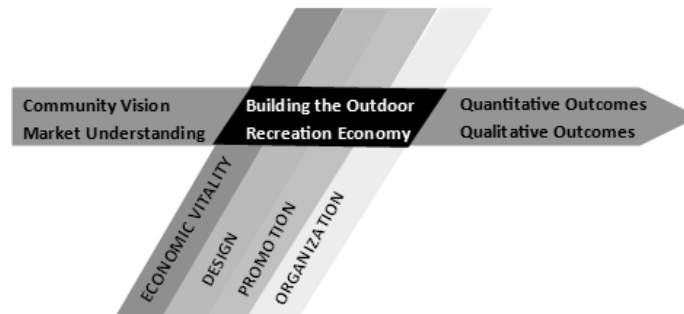 Community Vision
Market Understanding
Building the Outdoor
Recreation Economy
Quantitative Outcomes
Qualitative Outcomes
ECONOMIC VITALITY
DESIGN
PROMOTION
ORGANIZATION